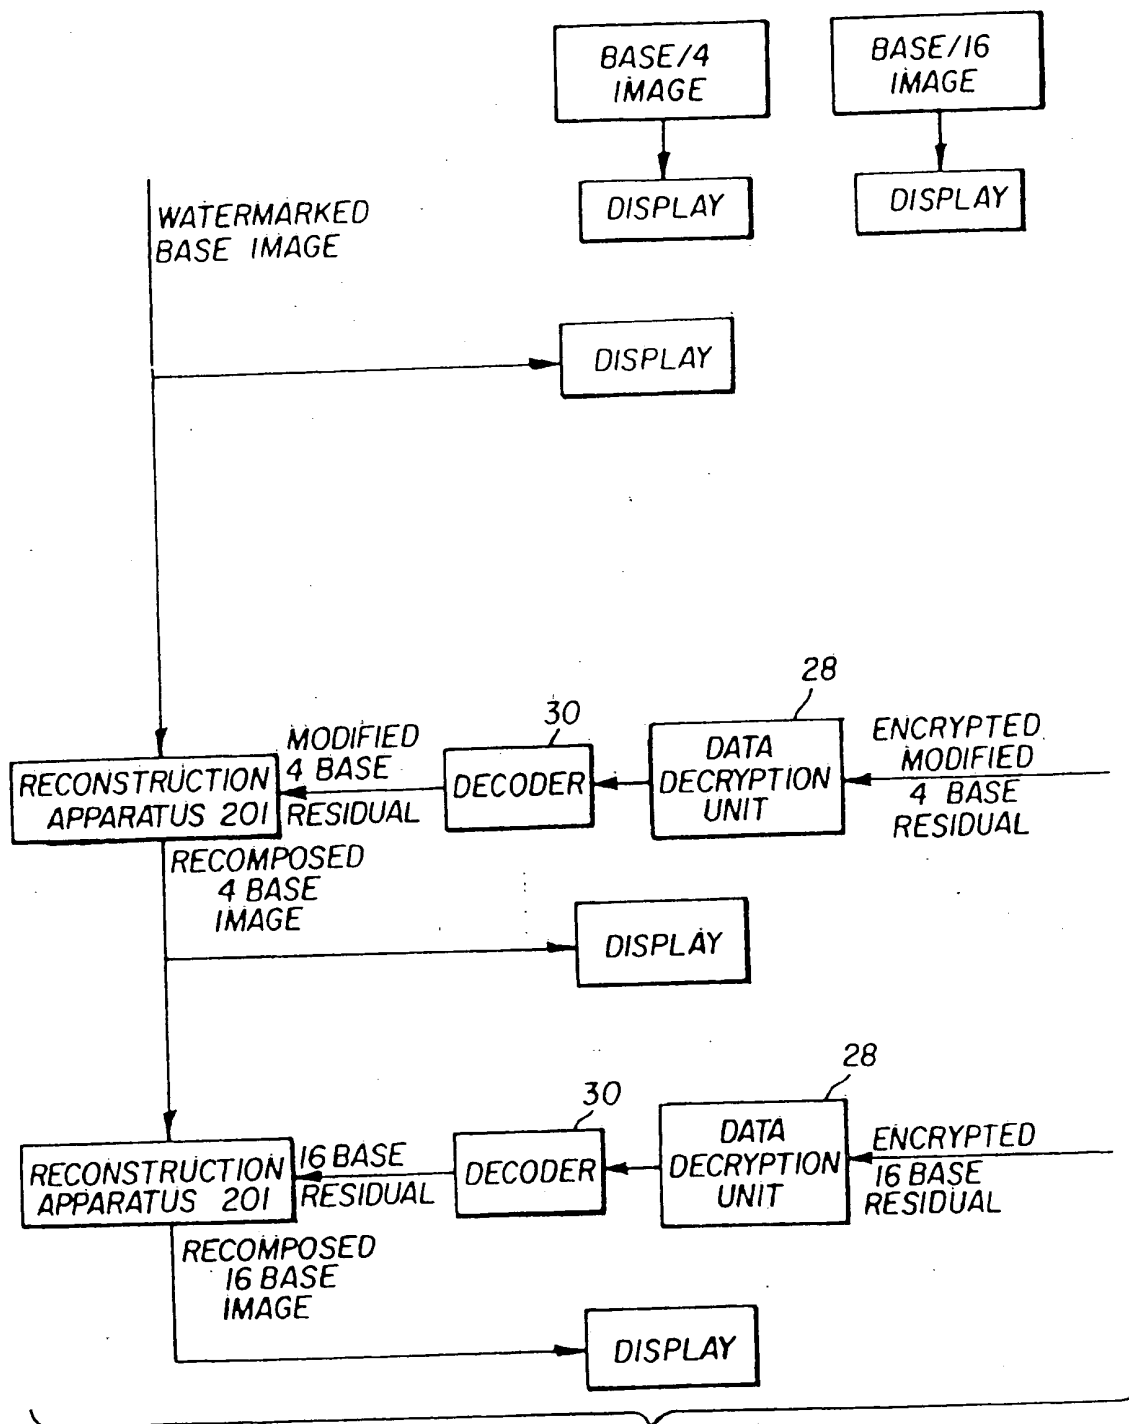 BASE/4
IMAGE
BASE/16
IMAGE
DISPLAY
DISPLAY
WATERMARKED
BASE IMAGE
DISPLAY
28
30
MODIFIED
4 BASE
RESIDUAL
DECODER
DATA
DECRYPTION
UNIT
ENCRYPTED
MODIFIED
4 BASE
RESIDUAL
RECONSTRUCTION
APPARATUS 201
RECOMPOSED
4 BASE
IMAGE
DISPLAY
28
30
RECONSTRUCTION
APPARATUS 201
16 BASE
RESIDUAL
DECODER
DATA
DECRYPTION
UNIT
ENCRYPTED
16 BASE
RESIDUAL
RECOMPOSED
16 BASE
IMAGE
DISPLAY